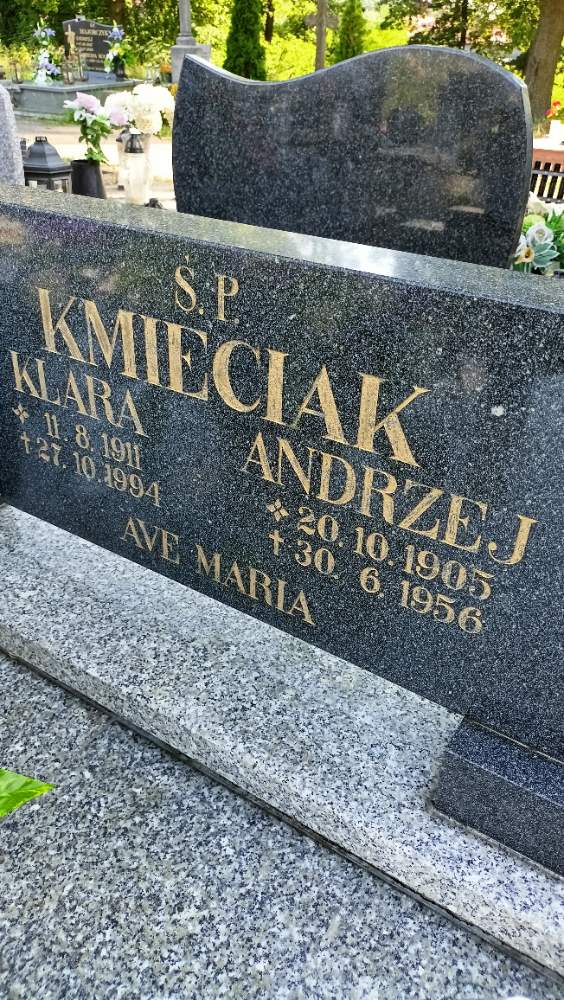 Ś.P.
KMIECIAK
KLARA
11. 8. 1911
† 27. 10. 1994
ANDRZEJ
20. 10. 1905
† 30. 6. 1956
AVE MARIA